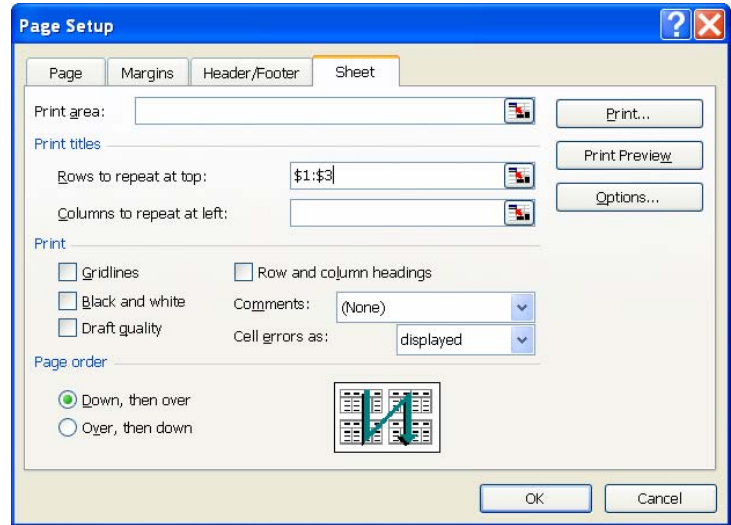 Page Setup
Page Margins Header/Footer Sheet
Print area:
Print...
Print titles
Print Preview
Rows to repeat at top: $1:$3
Options...
Columns to repeat at left:
Print
Gridlines Row and column headings
Black and white Comments: (None)
Draft quality Cell errors as: displayed
Page order
Down, then over
Over, then down
OK Cancel